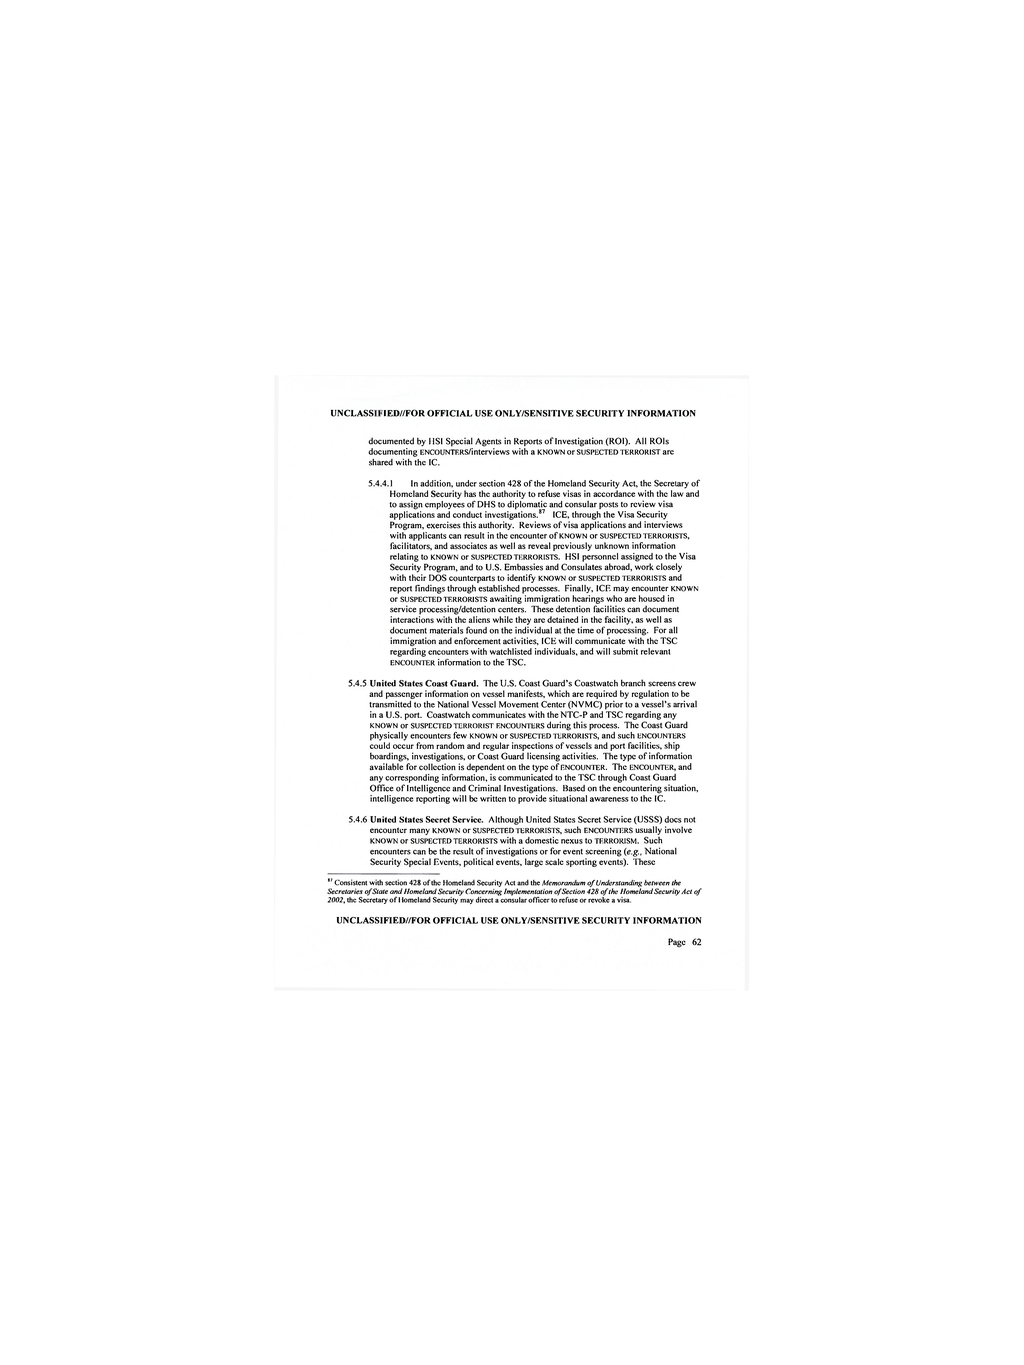 UNCLASSIFIED//FOR OFFICIAL USE ONLY/SENSITIVE SECURITY INFORMATION
documented by HSI Special Agents in Reports of Investigation (ROI). All ROIs
documenting ENCOUNTERS/interviews with a KNOWN or SUSPECTED TERRORIST are
shared with the IC.
5.4.4.1 In addition, under section 428 of the Homeland Security Act, the Secretary of
Homeland Security has the authority to refuse visas in accordance with the law and
to assign employees of DHS to diplomatic and consular posts to review visa
applications and conduct investigations.87 ICE, through the Visa Security
Program, exercises this authority. Reviews of visa applications and interviews
with applicants can result in the encounter of KNOWN or SUSPECTED TERRORISTS,
facilitators, and associates as well as reveal previously unknown information
relating to KNOWN or SUSPECTED TERRORISTS. HSI personnel assigned to the Visa
Security Program, and to U.S. Embassies and Consulates abroad, work closely
with their DOS counterparts to identify KNOWN or SUSPECTED TERRORISTS and
report findings through established processes. Finally, ICE may encounter KNOWN
or SUSPECTED TERRORISTS awaiting immigration hearings who are housed in
service processing/detention centers. These detention facilities can document
interactions with the aliens while they are detained in the facility, as well as
document materials found on the individual at the time of processing. For all
immigration and enforcement activities, ICE will communicate with the TSC
regarding encounters with watchlisted individuals, and will submit relevant
ENCOUNTER information to the TSC.
5.4.5 United States Coast Guard. The U.S. Coast Guard's Coastwatch branch screens crew
and passenger information on vessel manifests, which are required by regulation to be
transmitted to the National Vessel Movement Center (NVMC) prior to a vessel's arrival
in a U.S. port. Coastwatch communicates with the NTC-P and TSC regarding any
KNOWN or SUSPECTED TERRORIST ENCOUNTERS during this process. The Coast Guard
physically encounters few KNOWN or SUSPECTED TERRORISTS, and such ENCOUNTERS
could occur from random and regular inspections of vessels and port facilities, ship
boardings, investigations, or Coast Guard licensing activities. The type of information
available for collection is dependent on the type of ENCOUNTER. The ENCOUNTER, and
any corresponding information, is communicated to the TSC through Coast Guard
Office of Intelligence and Criminal Investigations. Based on the encountering situation,
intelligence reporting will be written to provide situational awareness to the IC.
5.4.6 United States Secret Service. Although United States Secret Service (USSS) does not
encounter many KNOWN or SUSPECTED TERRORISTS, such ENCOUNTERS usually involve
KNOWN or SUSPECTED TERRORISTS with a domestic nexus to TERRORISM. Such
encounters can be the result of investigations or for event screening (e.g., National
Security Special Events, political events, large scale sporting events). These
87 Consistent with section 428 of the Homeland Security Act and the Memorandum of Understanding between the
Secretaries of State and Homeland Security Concerning Implementation of Section 428 of the Homeland Security Act of
2002, the Secretary of Homeland Security may direct a consular officer to refuse or revoke a visa.
UNCLASSIFIED//FOR OFFICIAL USE ONLY/SENSITIVE SECURITY INFORMATION
Page 62